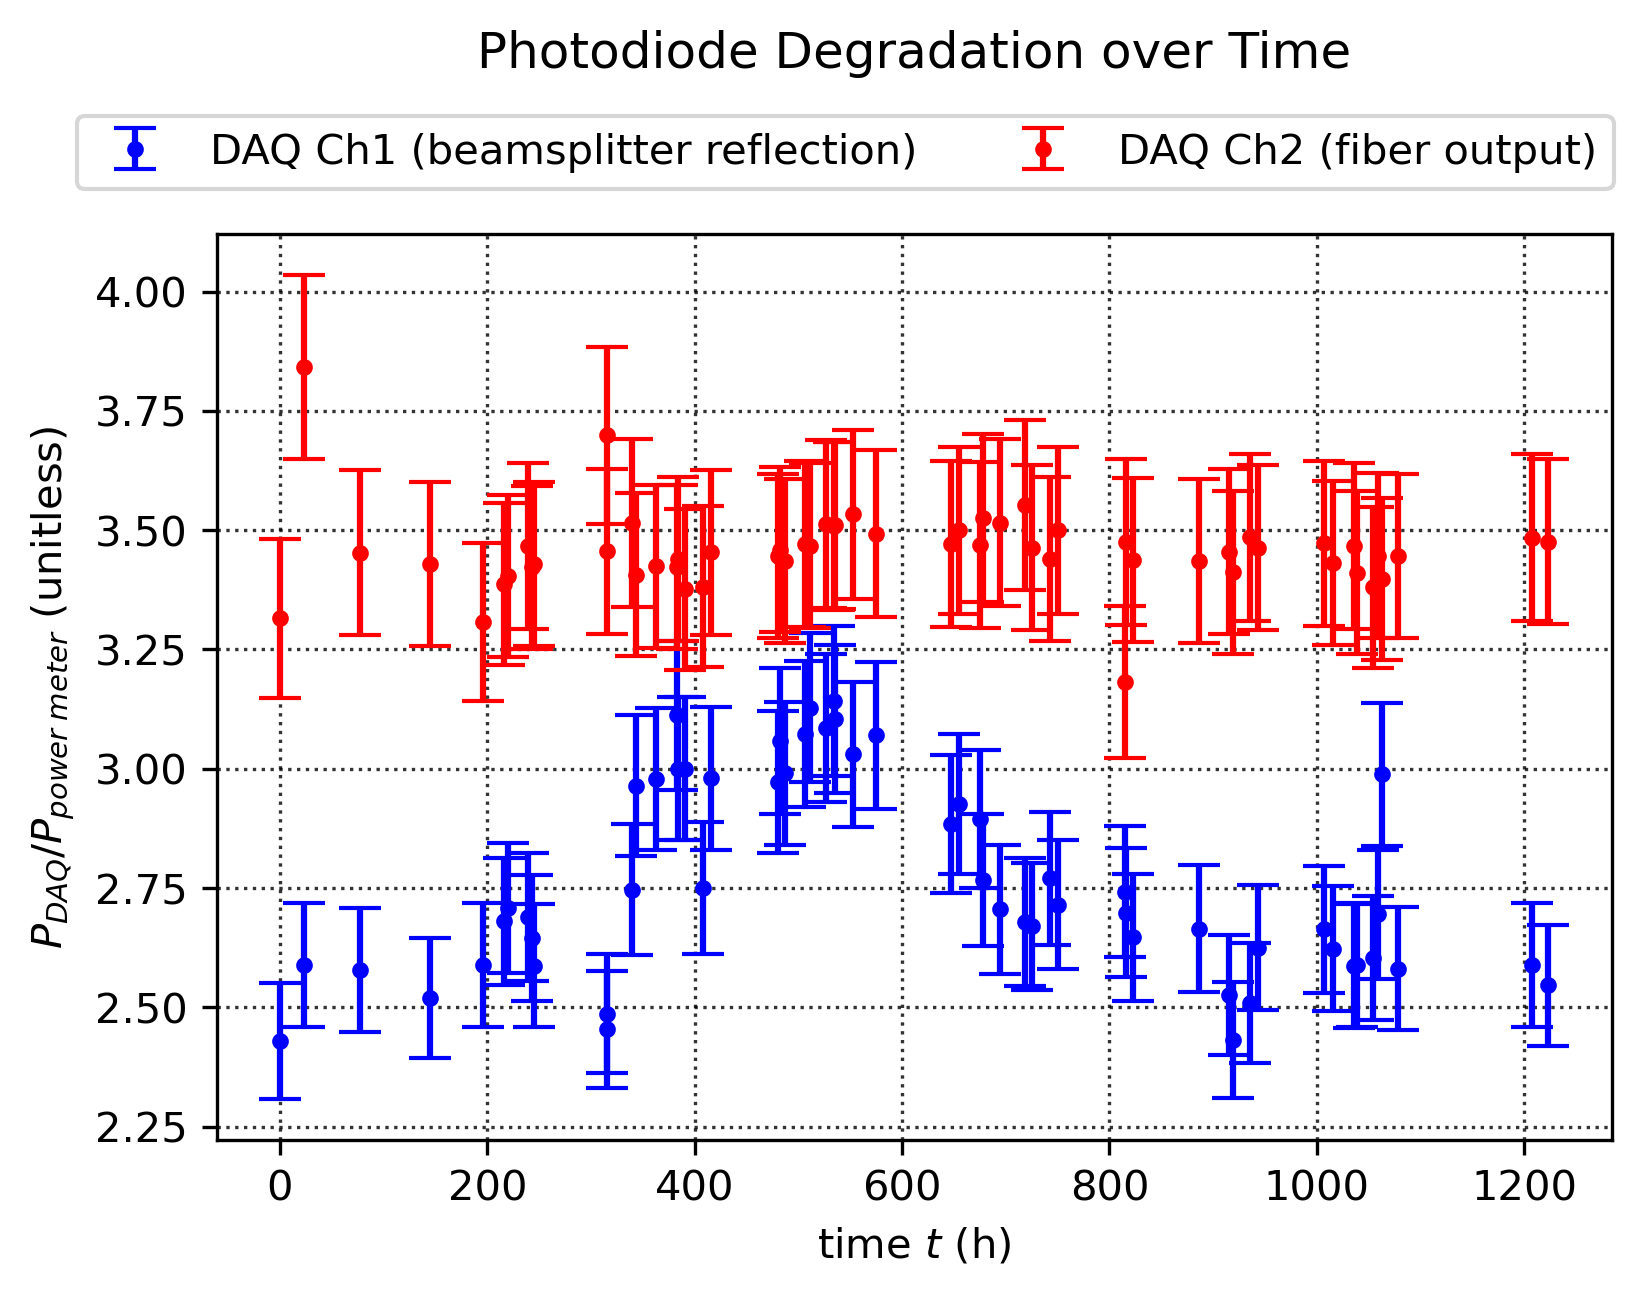 Photodiode Degradation over Time
DAQ Ch1 (beamsplitter reflection) DAQ Ch2 (fiber output)
4.00
3.75
3.50
3.25
3.00
2.75
2.50
2.25
P_DAQ/P_power meter (unitless)
0 200 400 600 800 1000 1200
time t (h)